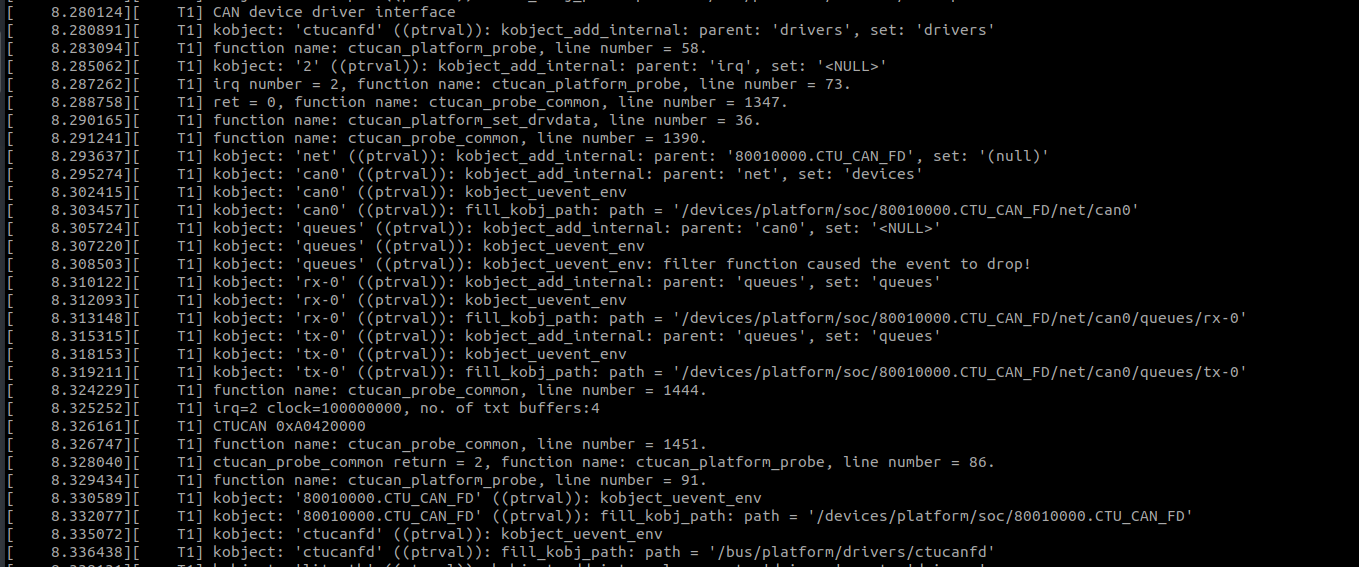 [    8.280124][    T1] CAN device driver interface
[    8.280891][    T1] kobject: 'ctucanfd' ((ptrval)): kobject_add_internal: parent: 'drivers', set: 'drivers'
[    8.283094][    T1] function name: ctucan_platform_probe, line number = 58.
[    8.285062][    T1] kobject: '2' ((ptrval)): kobject_add_internal: parent: 'irq', set: '<NULL>'
[    8.287262][    T1] irq number = 2, function name: ctucan_platform_probe, line number = 73.
[    8.288758][    T1] ret = 0, function name: ctucan_probe_common, line number = 1347.
[    8.290165][    T1] function name: ctucan_platform_set_drvdata, line number = 36.
[    8.291241][    T1] function name: ctucan_probe_common, line number = 1390.
[    8.293637][    T1] kobject: 'net' ((ptrval)): kobject_add_internal: parent: '80010000.CTU_CAN_FD', set: '(null)'
[    8.295274][    T1] kobject: 'can0' ((ptrval)): kobject_add_internal: parent: 'net', set: 'devices'
[    8.302415][    T1] kobject: 'can0' ((ptrval)): kobject_uevent_env
[    8.303457][    T1] kobject: 'can0' ((ptrval)): fill_kobj_path: path = '/devices/platform/soc/80010000.CTU_CAN_FD/net/can0'
[    8.305724][    T1] kobject: 'queues' ((ptrval)): kobject_add_internal: parent: 'can0', set: '<NULL>'
[    8.307220][    T1] kobject: 'queues' ((ptrval)): kobject_uevent_env
[    8.308503][    T1] kobject: 'queues' ((ptrval)): kobject_uevent_env: filter function caused the event to drop!
[    8.310122][    T1] kobject: 'rx-0' ((ptrval)): kobject_add_internal: parent: 'queues', set: 'queues'
[    8.312093][    T1] kobject: 'rx-0' ((ptrval)): kobject_uevent_env
[    8.313148][    T1] kobject: 'rx-0' ((ptrval)): fill_kobj_path: path = '/devices/platform/soc/80010000.CTU_CAN_FD/net/can0/queues/rx-0'
[    8.315315][    T1] kobject: 'tx-0' ((ptrval)): kobject_add_internal: parent: 'queues', set: 'queues'
[    8.318153][    T1] kobject: 'tx-0' ((ptrval)): kobject_uevent_env
[    8.319211][    T1] kobject: 'tx-0' ((ptrval)): fill_kobj_path: path = '/devices/platform/soc/80010000.CTU_CAN_FD/net/can0/queues/tx-0'
[    8.324229][    T1] function name: ctucan_probe_common, line number = 1444.
[    8.325252][    T1] irq=2 clock=100000000, no. of txt buffers:4
[    8.326161][    T1] CTUCAN 0xA0420000
[    8.326747][    T1] function name: ctucan_probe_common, line number = 1451.
[    8.328040][    T1] ctucan_probe_common return = 2, function name: ctucan_platform_probe, line number = 86.
[    8.329434][    T1] function name: ctucan_platform_probe, line number = 91.
[    8.330589][    T1] kobject: '80010000.CTU_CAN_FD' ((ptrval)): kobject_uevent_env
[    8.332077][    T1] kobject: '80010000.CTU_CAN_FD' ((ptrval)): fill_kobj_path: path = '/devices/platform/soc/80010000.CTU_CAN_FD'
[    8.335072][    T1] kobject: 'ctucanfd' ((ptrval)): kobject_uevent_env
[    8.336438][    T1] kobject: 'ctucanfd' ((ptrval)): fill_kobj_path: path = '/bus/platform/drivers/ctucanfd'